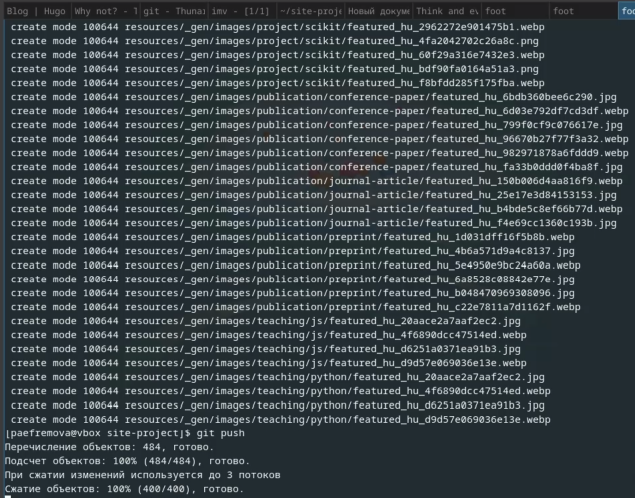 Blog | Hugo Why not? - 1 git - Thuna imv - [1/1] ~/site-proje Новый докуме Think and ev foot foot foo
create mode 100644 resources/_gen/images/project/scikit/featured_hu_2962272e901475b1.webp
create mode 100644 resources/_gen/images/project/scikit/featured_hu_4fa2042702c26a8c.png
create mode 100644 resources/_gen/images/project/scikit/featured_hu_60f29a316e7432e3.webp
create mode 100644 resources/_gen/images/project/scikit/featured_hu_bdf90fa0164a51a3.png
create mode 100644 resources/_gen/images/project/scikit/featured_hu_f8bfdd285f175fba.webp
create mode 100644 resources/_gen/images/publication/conference-paper/featured_hu_6bdb360bee6c290.jpg
create mode 100644 resources/_gen/images/publication/conference-paper/featured_hu_6d03e792df7cd3df.webp
create mode 100644 resources/_gen/images/publication/conference-paper/featured_hu_799f0cf9c076617e.jpg
create mode 100644 resources/_gen/images/publication/conference-paper/featured_hu_96670b27f77f3a32.webp
create mode 100644 resources/_gen/images/publication/conference-paper/featured_hu_982971878a6fddd9.webp
create mode 100644 resources/_gen/images/publication/conference-paper/featured_hu_fa33b0ddd0f4ba8f.jpg
create mode 100644 resources/_gen/images/publication/journal-article/featured_hu_150b006d4aa816f9.webp
create mode 100644 resources/_gen/images/publication/journal-article/featured_hu_25e17e3d84153153.jpg
create mode 100644 resources/_gen/images/publication/journal-article/featured_hu_b4bde5c8ef66b77d.webp
create mode 100644 resources/_gen/images/publication/journal-article/featured_hu_f4e69cc1360c193b.jpg
create mode 100644 resources/_gen/images/publication/preprint/featured_hu_1d031dff16f5b8b.webp
create mode 100644 resources/_gen/images/publication/preprint/featured_hu_4b6a571d9a4c8137.jpg
create mode 100644 resources/_gen/images/publication/preprint/featured_hu_5e4950e9bc24a60a.webp
create mode 100644 resources/_gen/images/publication/preprint/featured_hu_6a8528c08842e77e.jpg
create mode 100644 resources/_gen/images/publication/preprint/featured_hu_b048470969308096.jpg
create mode 100644 resources/_gen/images/publication/preprint/featured_hu_c22e7811a7d1162f.webp
create mode 100644 resources/_gen/images/teaching/js/featured_hu_20aace2a7aaf2ec2.jpg
create mode 100644 resources/_gen/images/teaching/js/featured_hu_4f6890dcc47514ed.webp
create mode 100644 resources/_gen/images/teaching/js/featured_hu_d6251a0371ea91b3.jpg
create mode 100644 resources/_gen/images/teaching/js/featured_hu_d9d57e069036e13e.webp
create mode 100644 resources/_gen/images/teaching/python/featured_hu_20aace2a7aaf2ec2.jpg
create mode 100644 resources/_gen/images/teaching/python/featured_hu_4f6890dcc47514ed.webp
create mode 100644 resources/_gen/images/teaching/python/featured_hu_d6251a0371ea91b3.jpg
create mode 100644 resources/_gen/images/teaching/python/featured_hu_d9d57e069036e13e.webp
[paefremova@vbox site-project]$ git push
Перечисление объектов: 484, готово.
Подсчет объектов: 100% (484/484), готово.
При сжатии изменений используется до 3 потоков
Сжатие объектов: 100% (400/400), готово.